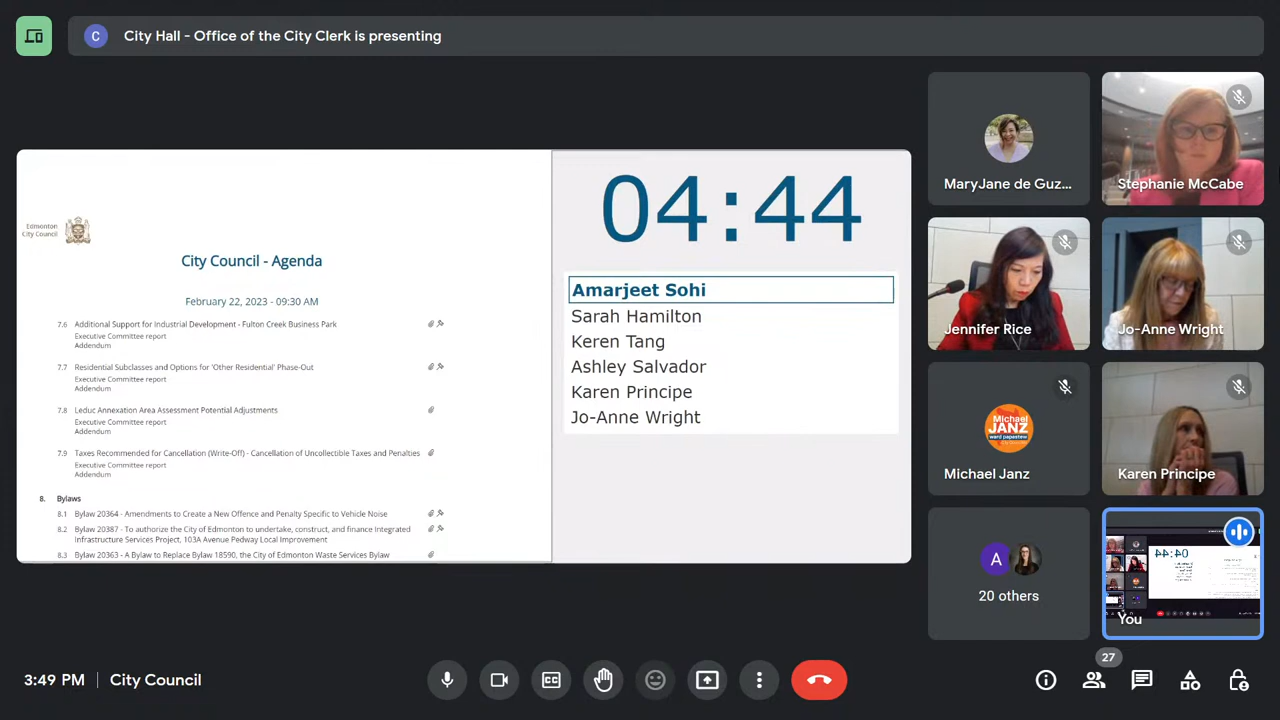 C
City Hall - Office of the City Clerk is presenting
Edmonton
City Council
City Council - Agenda
February 22, 2023 - 09:30 AM
7.6 Additional Support for Industrial Development - Fulton Creek Business Park
Executive Committee report
Addendum
7.7 Residential Subclasses and Options for 'Other Residential' Phase-Out
Executive Committee report
Addendum
7.8 Leduc Annexation Area Assessment Potential Adjustments
Executive Committee report
Addendum
7.9 Taxes Recommended for Cancellation (Write-Off) - Cancellation of Uncollectible Taxes and Penalties
Executive Committee report
Addendum
8. Bylaws
8.1 Bylaw 20364 - Amendments to Create a New Offence and Penalty Specific to Vehicle Noise
8.2 Bylaw 20387 - To authorize the City of Edmonton to undertake, construct, and finance Integrated
Infrastructure Services Project, 103A Avenue Pedway Local Improvement
8.3 Bylaw 20363 - A Bylaw to Replace Bylaw 18590, the City of Edmonton Waste Services Bylaw
04:44
Amarjeet Sohi
Sarah Hamilton
Keren Tang
Ashley Salvador
Karen Principe
Jo-Anne Wright
MaryJane de Guz...
Stephanie McCabe
Jennifer Rice
Jo-Anne Wright
Michael
JANZ
ward papastew
Michael Janz
Karen Principe
A
20 others
04:44
You
3:49 PM | City Council
CC
27